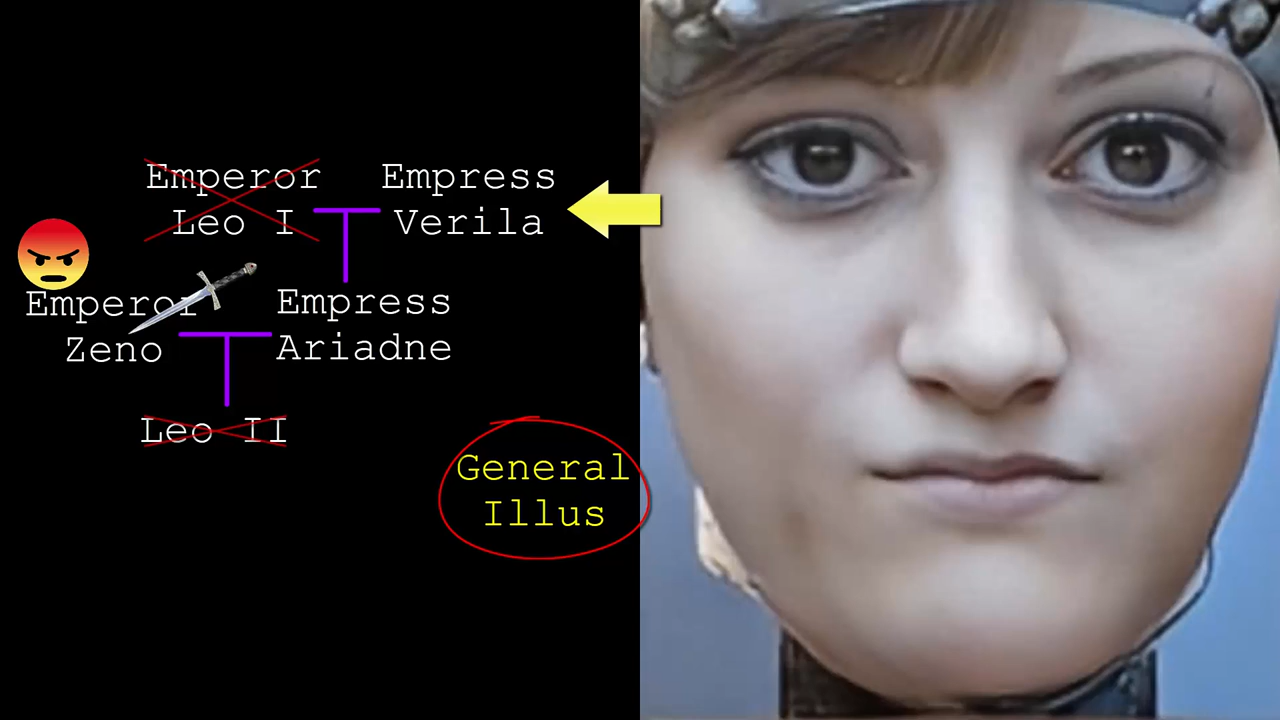 Emperor
Leo I
Empress
Verila
Emperor
Zeno
Empress
Ariadne
Leo II
General
Illus